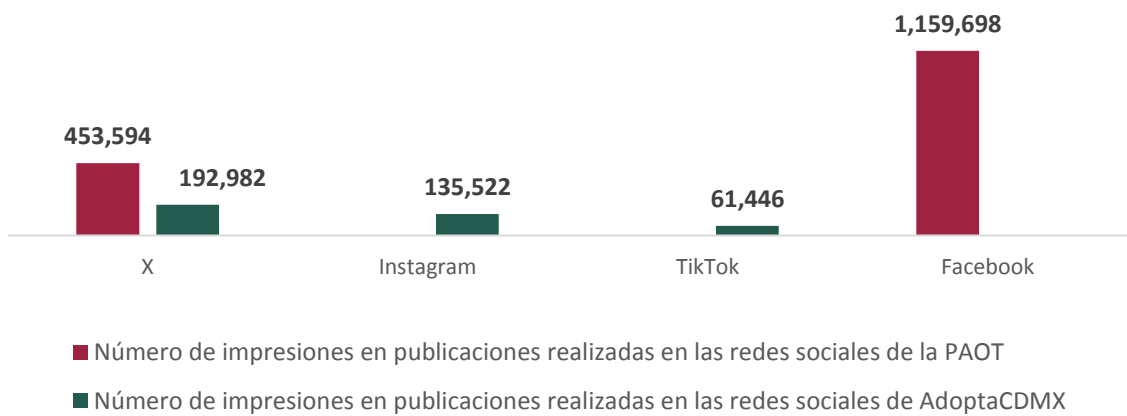 1,159,698
453,594
192,982
135,522
61,446
X
Instagram
TikTok
Facebook
Número de impresiones en publicaciones realizadas en las redes sociales de la PAOT
Número de impresiones en publicaciones realizadas en las redes sociales de AdoptaCDMX